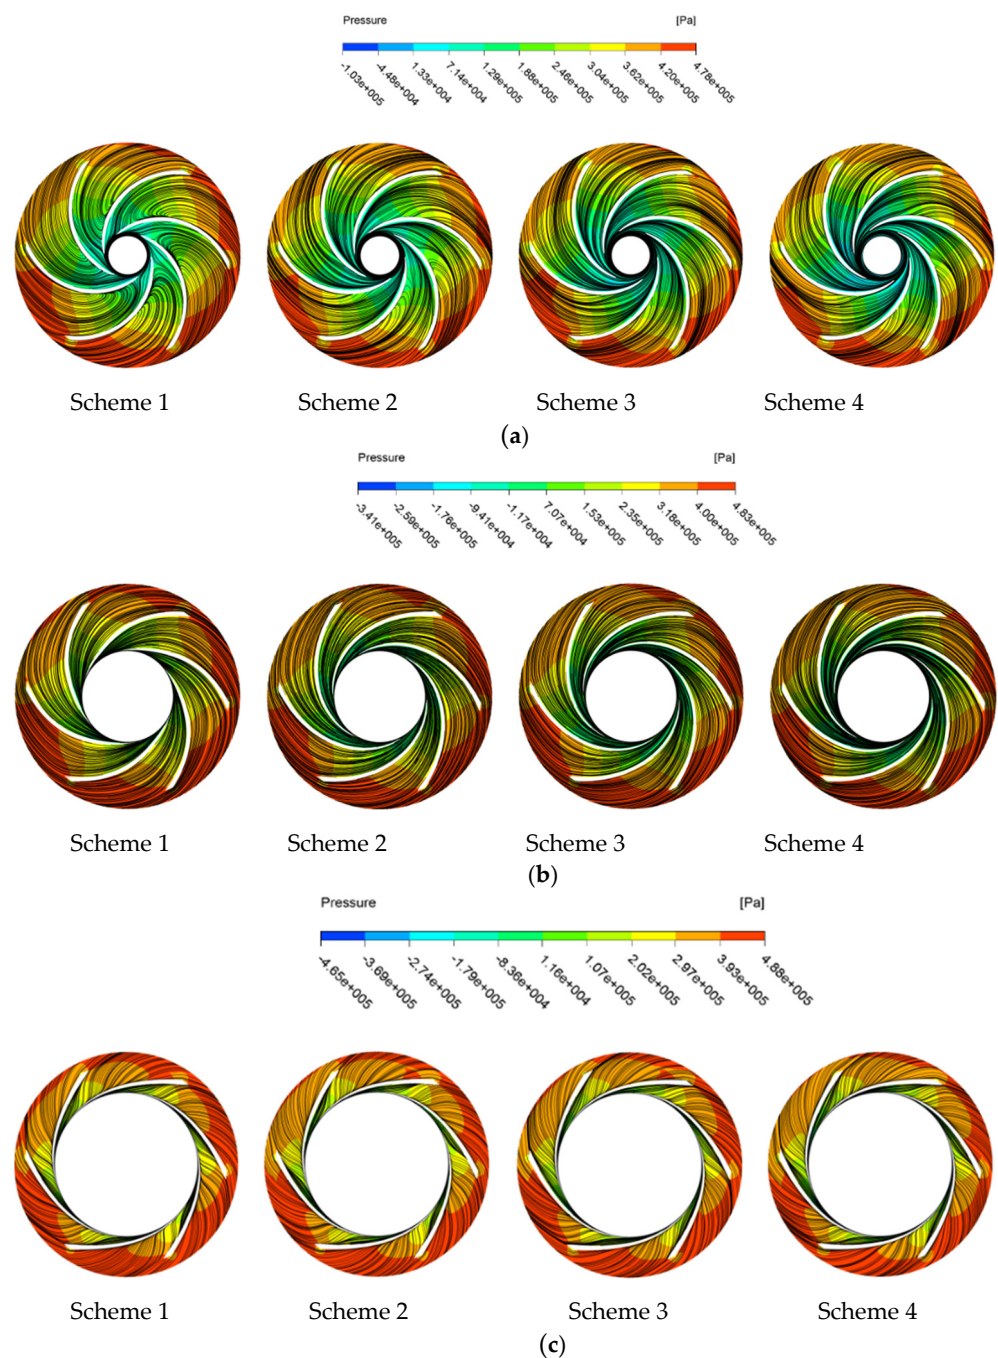 Pressure [Pa]
-1.03e+005 -4.48e+004 1.33e+004 7.14e+004 1.29e+005 1.88e+005 2.46e+005 3.04e+005 3.62e+005 4.20e+005 4.78e+005
Scheme 1 Scheme 2 Scheme 3 Scheme 4
(a)
Pressure [Pa]
-3.41e+005 -2.59e+005 -1.76e+005 -9.41e+004 -1.17e+004 7.07e+004 1.53e+005 2.35e+005 3.18e+005 4.00e+005 4.83e+005
Scheme 1 Scheme 2 Scheme 3 Scheme 4
(b)
Pressure [Pa]
-4.65e+005 -3.69e+005 -2.74e+005 -1.79e+005 -8.36e+004 1.16e+004 1.07e+005 2.02e+005 2.97e+005 3.93e+005 4.88e+005
Scheme 1 Scheme 2 Scheme 3 Scheme 4
(c)